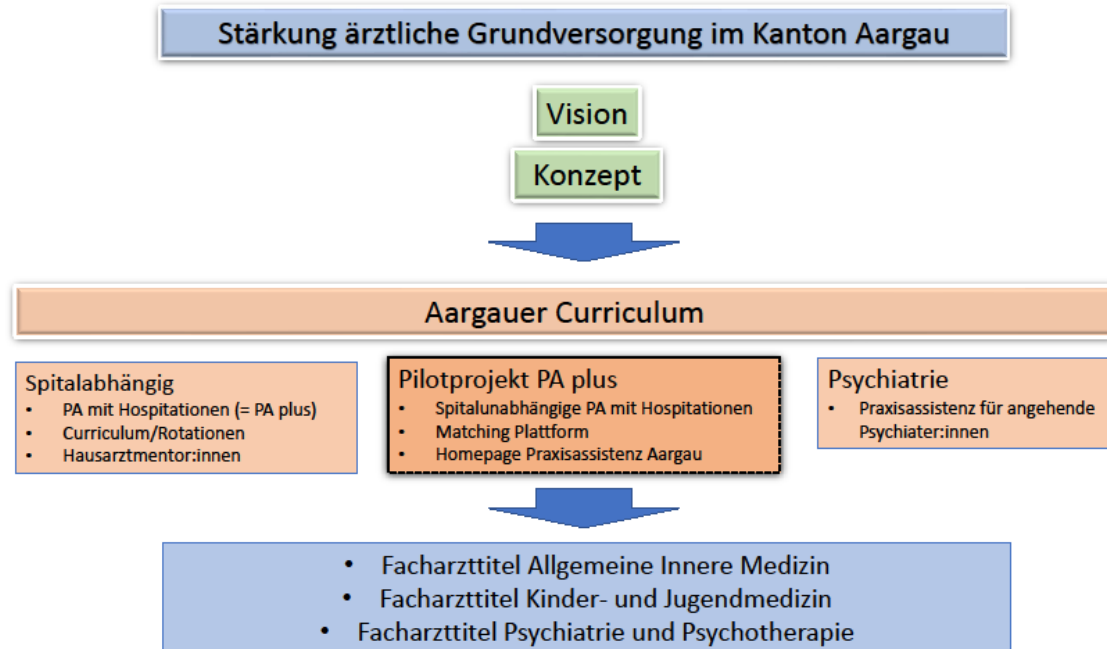 Stärkung ärztliche Grundversorgung im Kanton Aargau
Vision
Konzept
Aargauer Curriculum
Spitalabhängig
• PA mit Hospitationen (= PA plus)
• Curriculum/Rotationen
• Hausarztmentor:innen
Pilotprojekt PA plus
• Spitalunabhängige PA mit Hospitationen
• Matching Plattform
• Homepage Praxisassistenz Aargau
Psychiatrie
• Praxisassistenz für angehende
Psychiater:innen
• Facharzttitel Allgemeine Innere Medizin
• Facharzttitel Kinder- und Jugendmedizin
• Facharzttitel Psychiatrie und Psychotherapie